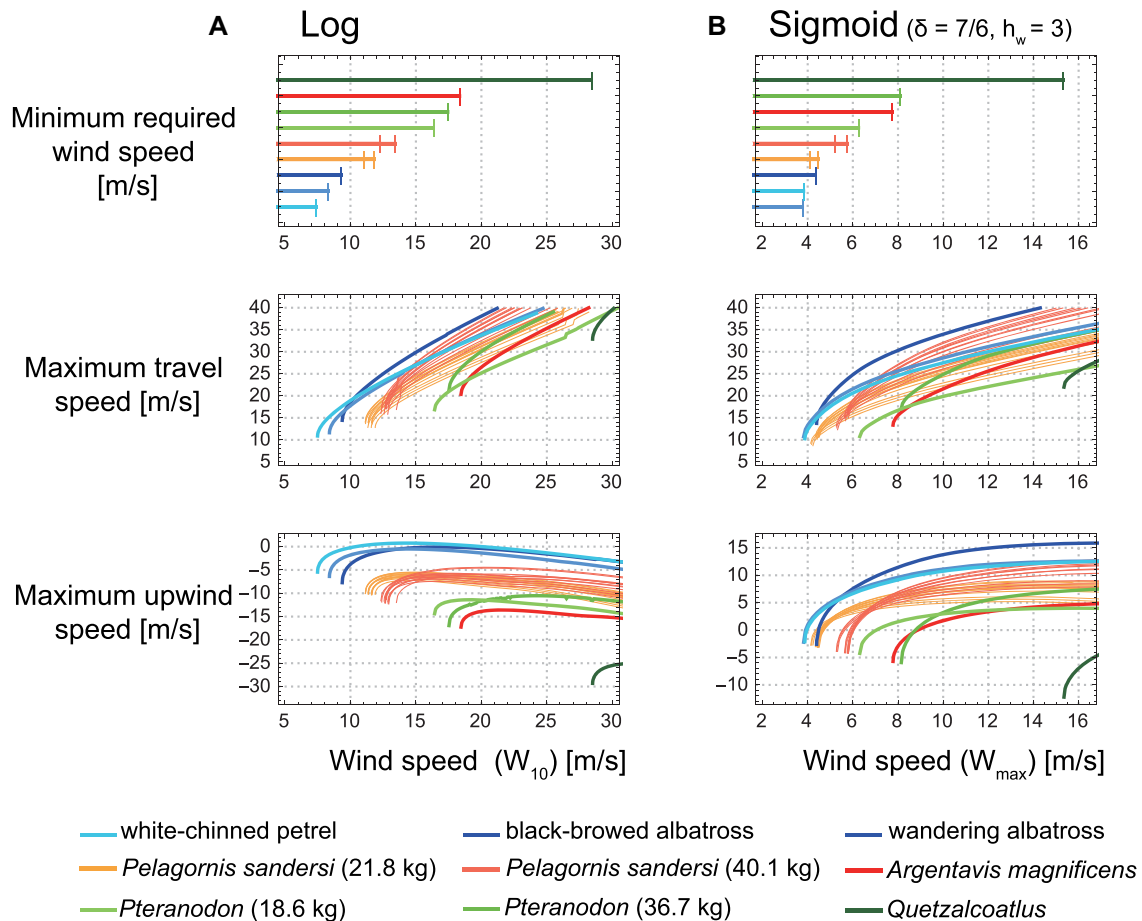 A Log
B Sigmoid (δ = 7/6, h_w = 3)
Minimum required
wind speed
[m/s]
5 10 15 20 25 30
2 4 6 8 10 12 14 16
Maximum travel
speed [m/s]
40
35
30
25
20
15
10
5
5 10 15 20 25 30
40
35
30
25
20
15
10
5
2 4 6 8 10 12 14 16
Maximum upwind
speed [m/s]
0
−5
−10
−15
−20
−25
−30
5 10 15 20 25 30
15
10
5
0
−5
−10
2 4 6 8 10 12 14 16
Wind speed (W_10) [m/s]
Wind speed (W_max) [m/s]
white-chinned petrel
black-browed albatross
wandering albatross
Pelagornis sandersi (21.8 kg)
Pelagornis sandersi (40.1 kg)
Argentavis magnificens
Pteranodon (18.6 kg)
Pteranodon (36.7 kg)
Quetzalcoatlus